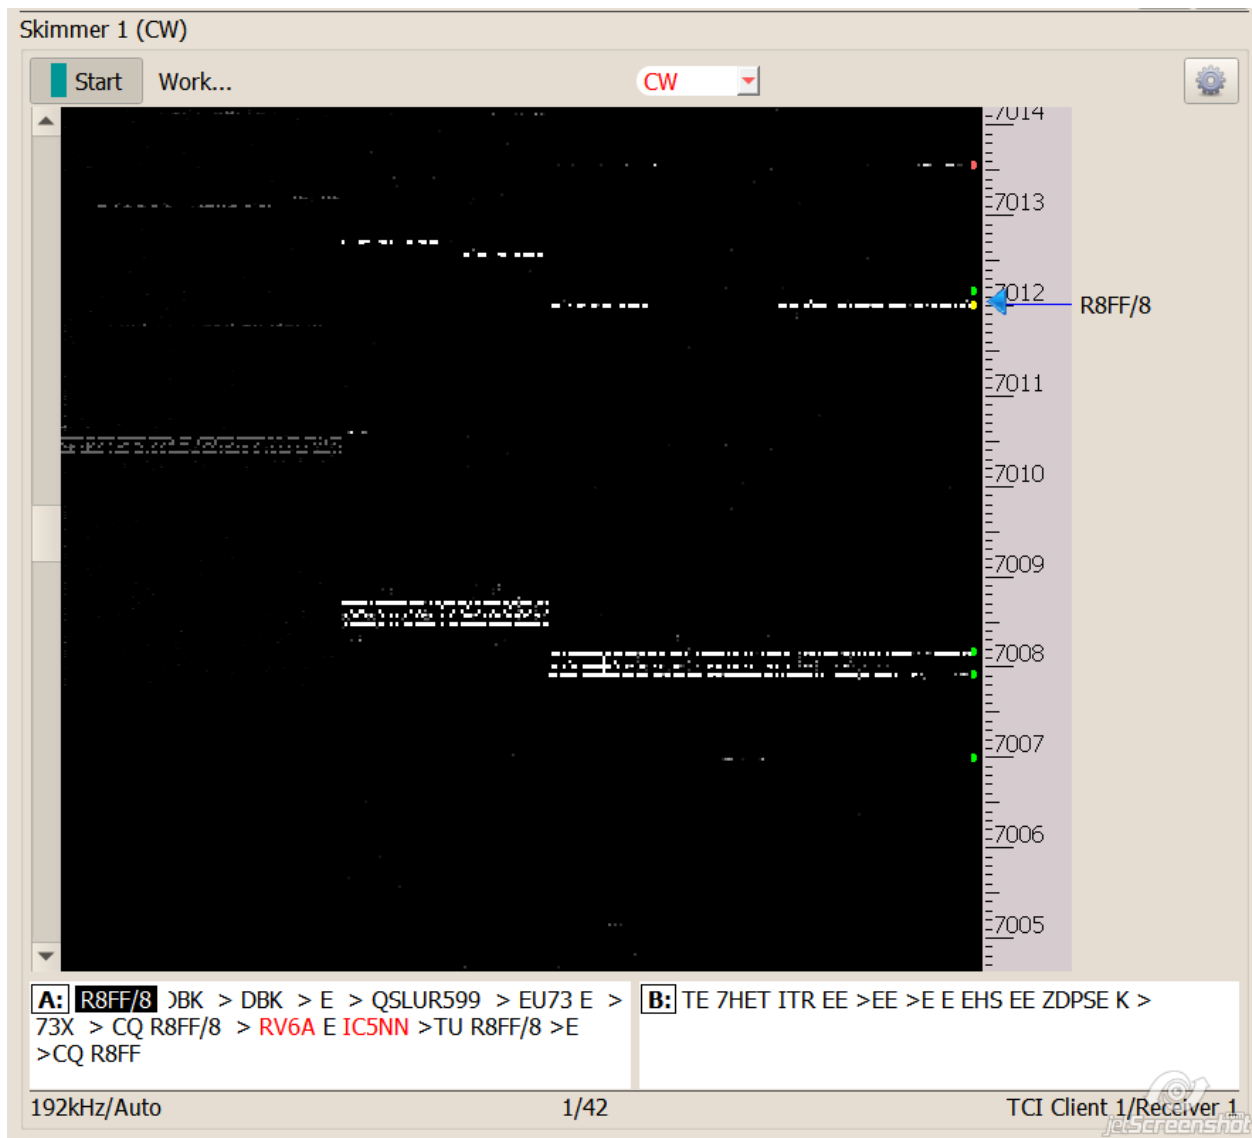 Skimmer 1 (CW)
Start Work... CW
7014
7013
7012
R8FF/8
7011
7010
7009
7008
7007
7006
7005
A: R8FF/8 DBK > DBK > E > QSLUR599 > EU73 E >
73X > CQ R8FF/8 > RV6A E IC5NN >TU R8FF/8 >E
>CQ R8FF
B: TE 7HET ITR EE >EE >E E EHS EE ZDPSE K >
192kHz/Auto 1/42 TCI Client 1/Receiver 1
jetScreenshot